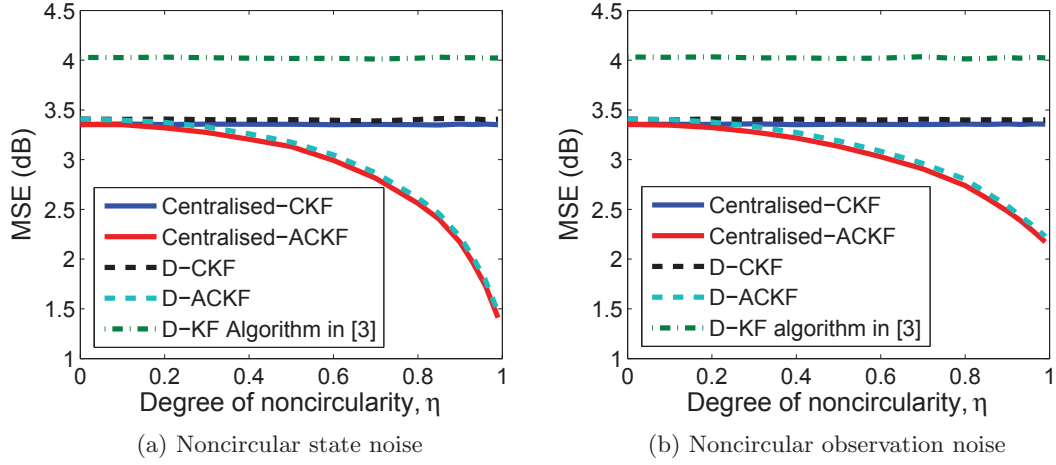 4.5
4
3.5
3
2.5
2
1.5
1
MSE (dB)
Centralised−CKF
Centralised−ACKF
D−CKF
D−ACKF
D−KF Algorithm in [3]
0 0.2 0.4 0.6 0.8 1
Degree of noncircularity, η
(a) Noncircular state noise
4.5
4
3.5
3
2.5
2
1.5
1
MSE (dB)
Centralised−CKF
Centralised−ACKF
D−CKF
D−ACKF
D−KF algorithm in [3]
0 0.2 0.4 0.6 0.8 1
Degree of noncircularity, η
(b) Noncircular observation noise